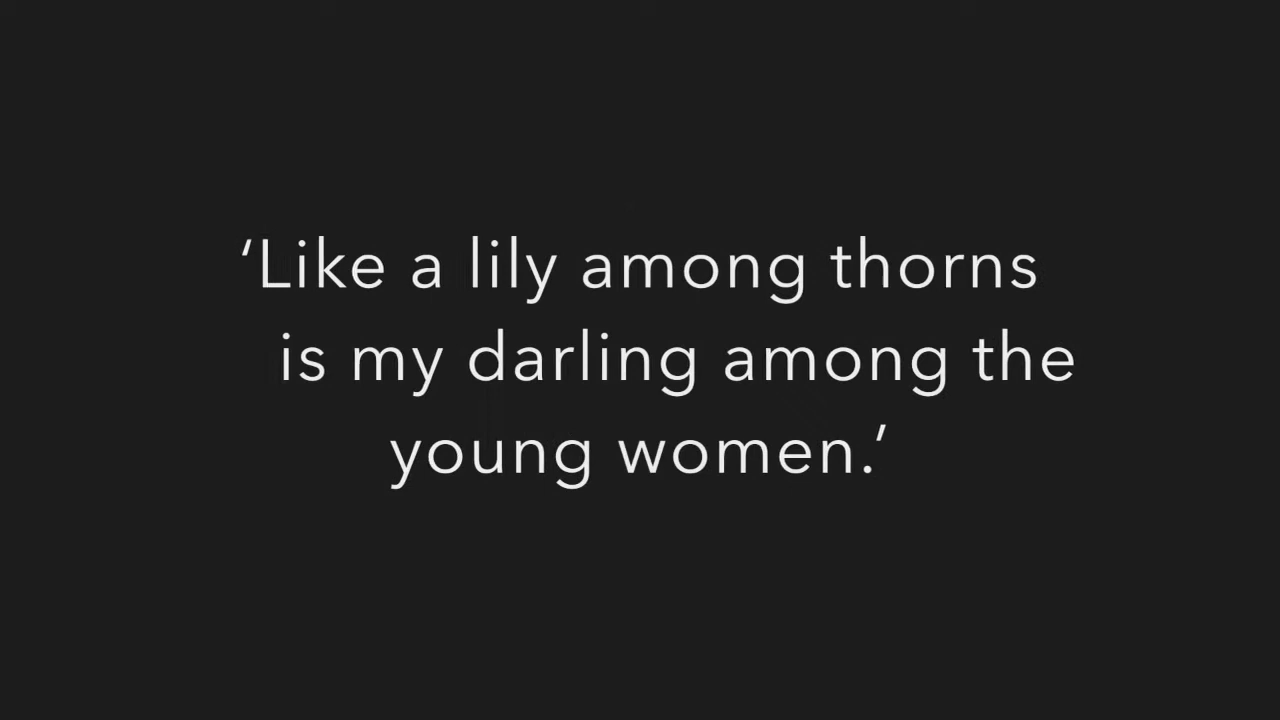 ‘Like a lily among thorns
is my darling among the
young women.’